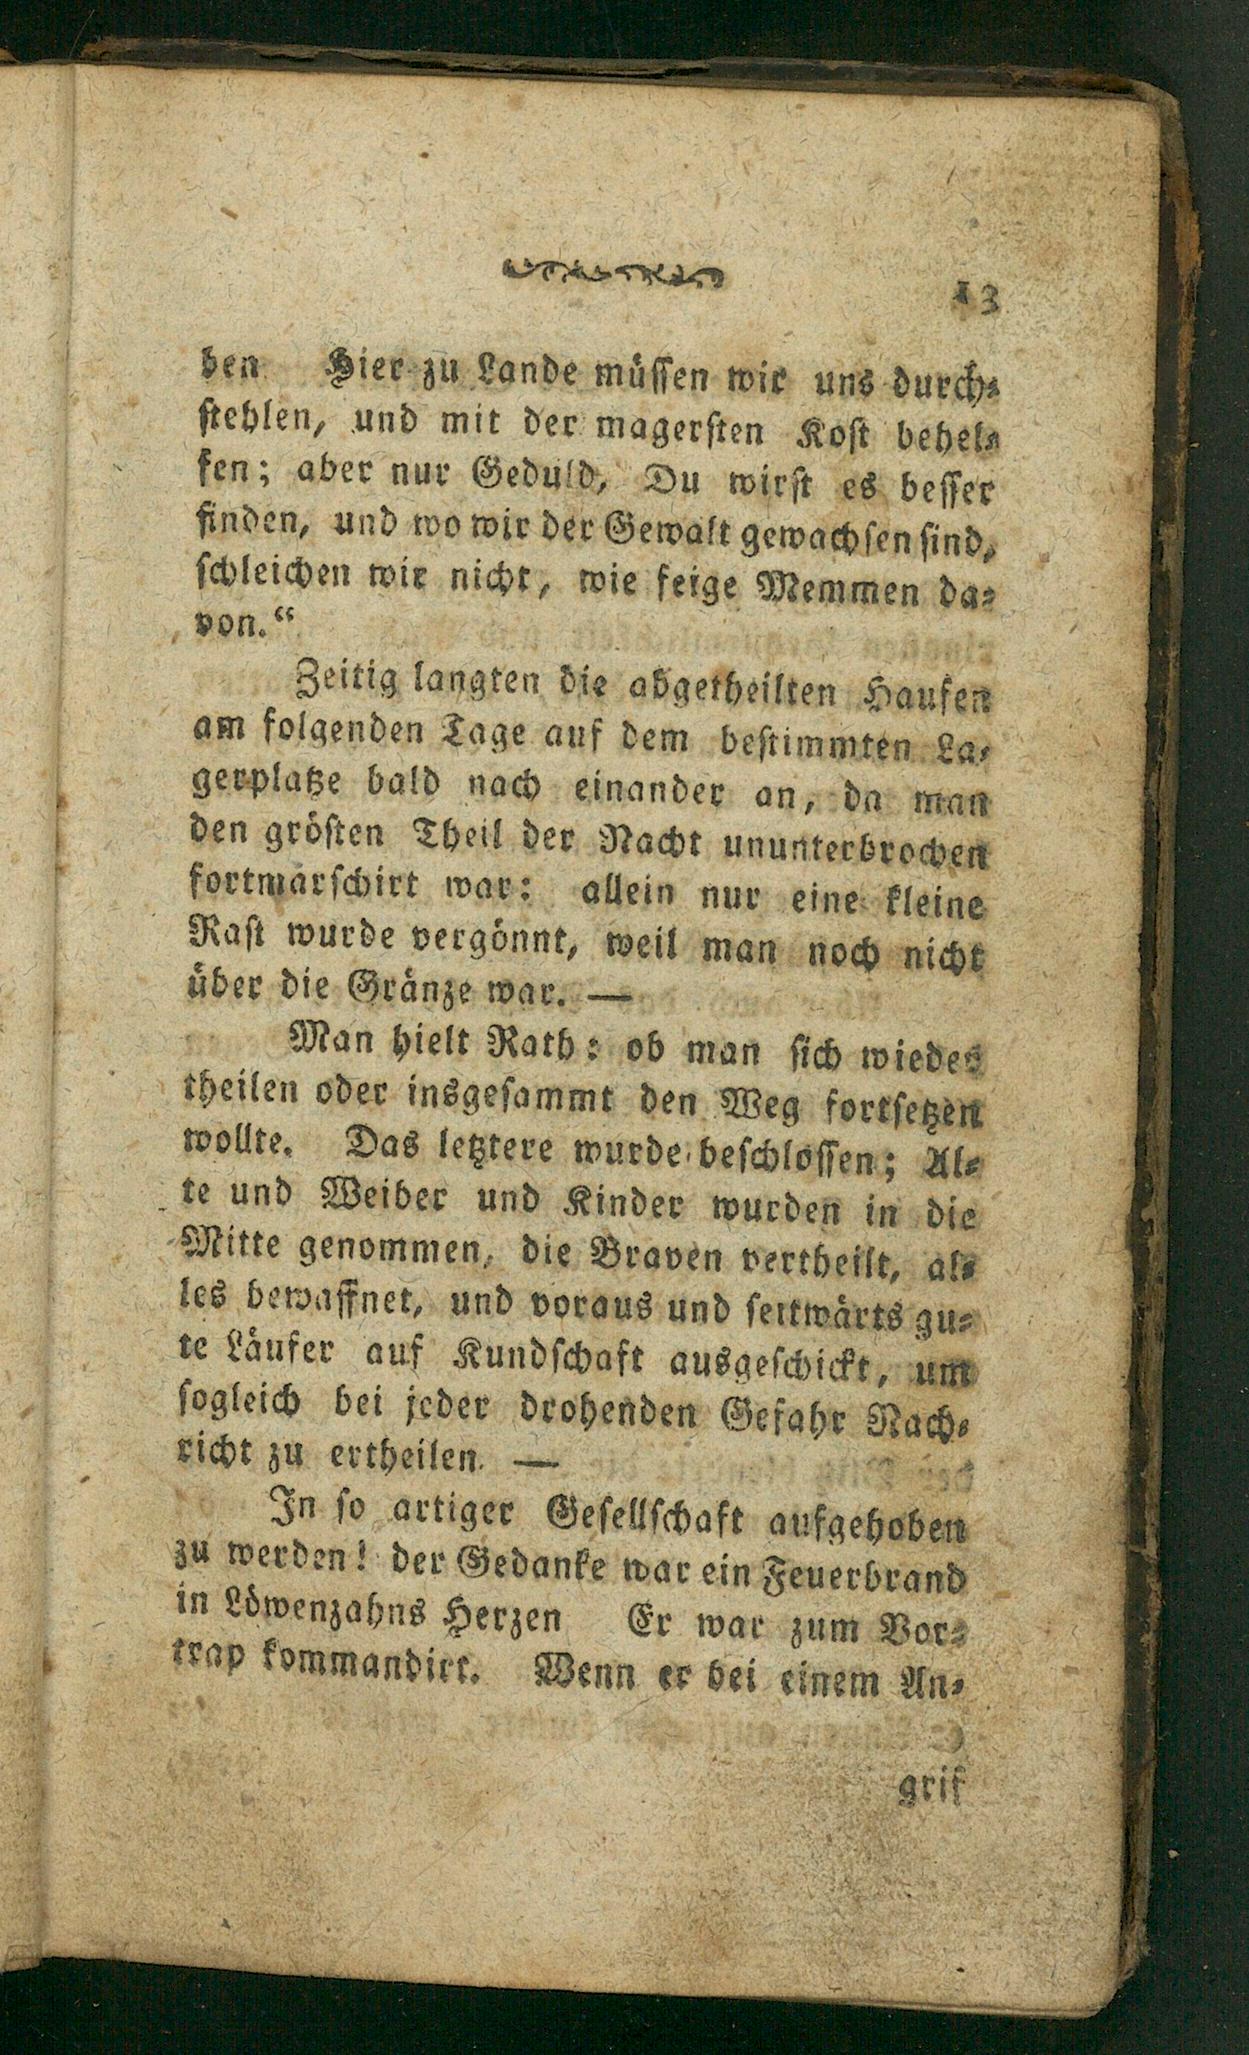 13
ben Hier zu Lande müssen wir uns durch-
stehlen, und mit der magersten Kost behel-
fen; aber nur Geduld, Du wirst es besser
finden, und wo wir der Gewalt gewachsen sind,
schleichen wir nicht, wie feige Memmen da-
von.“
Zeitig langten die abgetheilten Haufen
am folgenden Tage auf dem bestimmten La-
gerplatze bald nach einander an, da man
den grösten Theil der Nacht ununterbrochen
fortmarschirt war: allein nur eine kleine
Rast wurde vergönnt, weil man noch nicht
über die Gränze war. —
Man hielt Rath: ob man sich wieder
theilen oder insgesammt den Weg fortsetzen
wollte. Das letztere wurde beschlossen; Al-
te und Weiber und Kinder wurden in die
Mitte genommen, die Braven vertheilt, al-
les bewaffnet, und voraus und seitwärts gu-
te Läufer auf Kundschaft ausgeschickt, um
sogleich bei jeder drohenden Gefahr Nach-
richt zu ertheilen. —
In so artiger Gesellschaft aufgehoben
zu werden! der Gedanke war ein Feuerbrand
in Löwenzahns Herzen Er war zum Vor-
trap kommandirt. Wenn er bei einem An-
grif